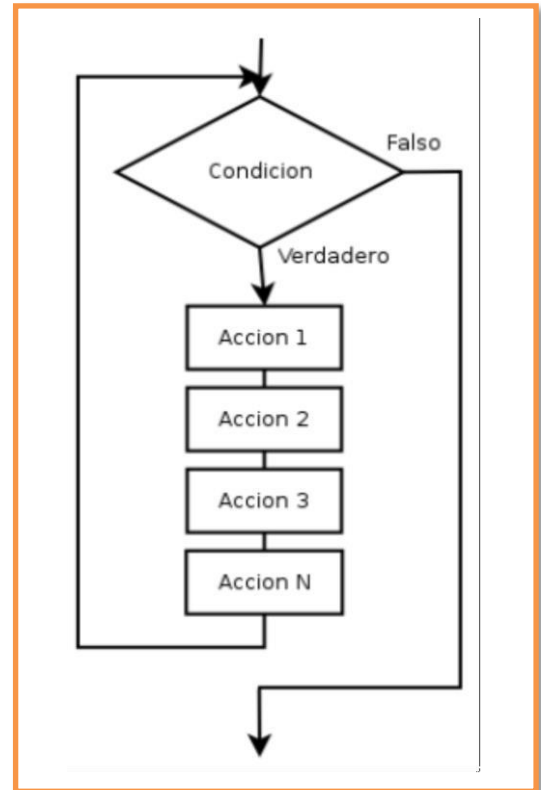 Falso
Condicion
Verdadero
Accion 1
Accion 2
Accion 3
Accion N